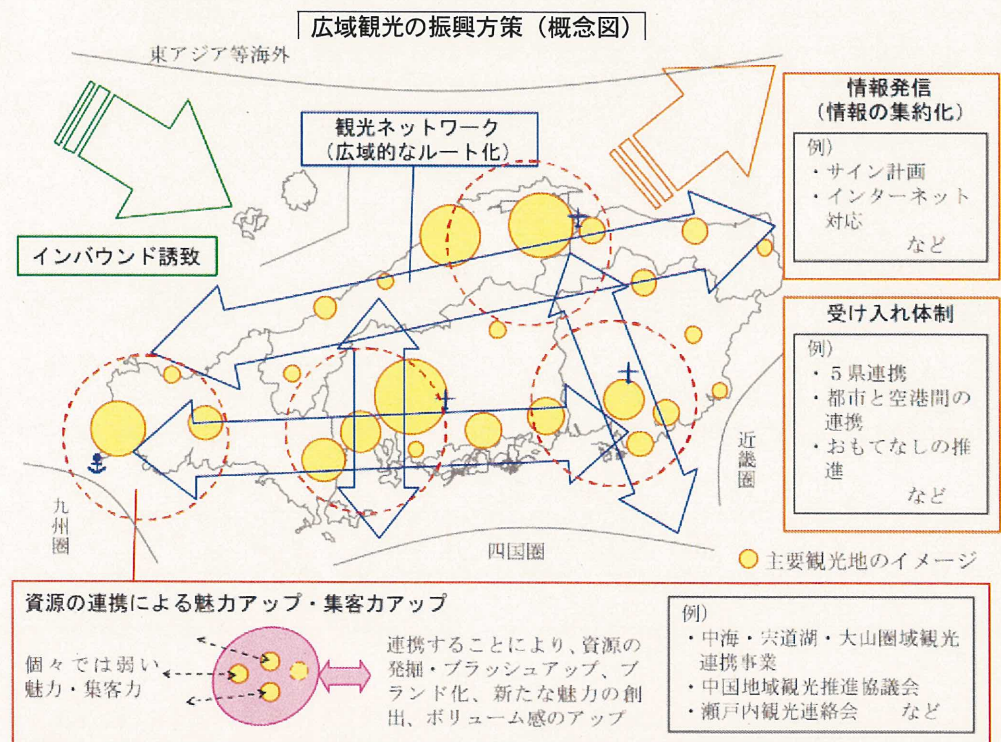 広域観光の振興方策（概念図）
東アジア等海外
情報発信
（情報の集約化）
例）
・サイン計画
・インターネット
対応
など
観光ネットワーク
（広域的なルート化）
インバウンド誘致
受け入れ体制
例）
・５県連携
・都市と空港間の
連携
・おもてなしの推
進
など
近畿圏
九州圏
四国圏
主要観光地のイメージ
資源の連携による魅力アップ・集客力アップ
個々では弱い
魅力・集客力
連携することにより、資源の
発掘・ブラッシュアップ、ブ
ランド化、新たな魅力の創
出、ボリューム感のアップ
例）
・中海・宍道湖・大山圏域観光
連携事業
・中国地域観光推進協議会
・瀬戸内観光連絡会　　など